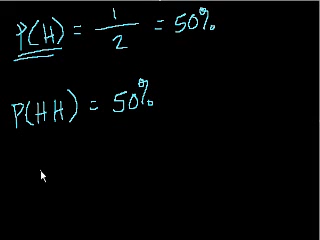 P(H) = 1/2 = 50%
P(HH) = 50%